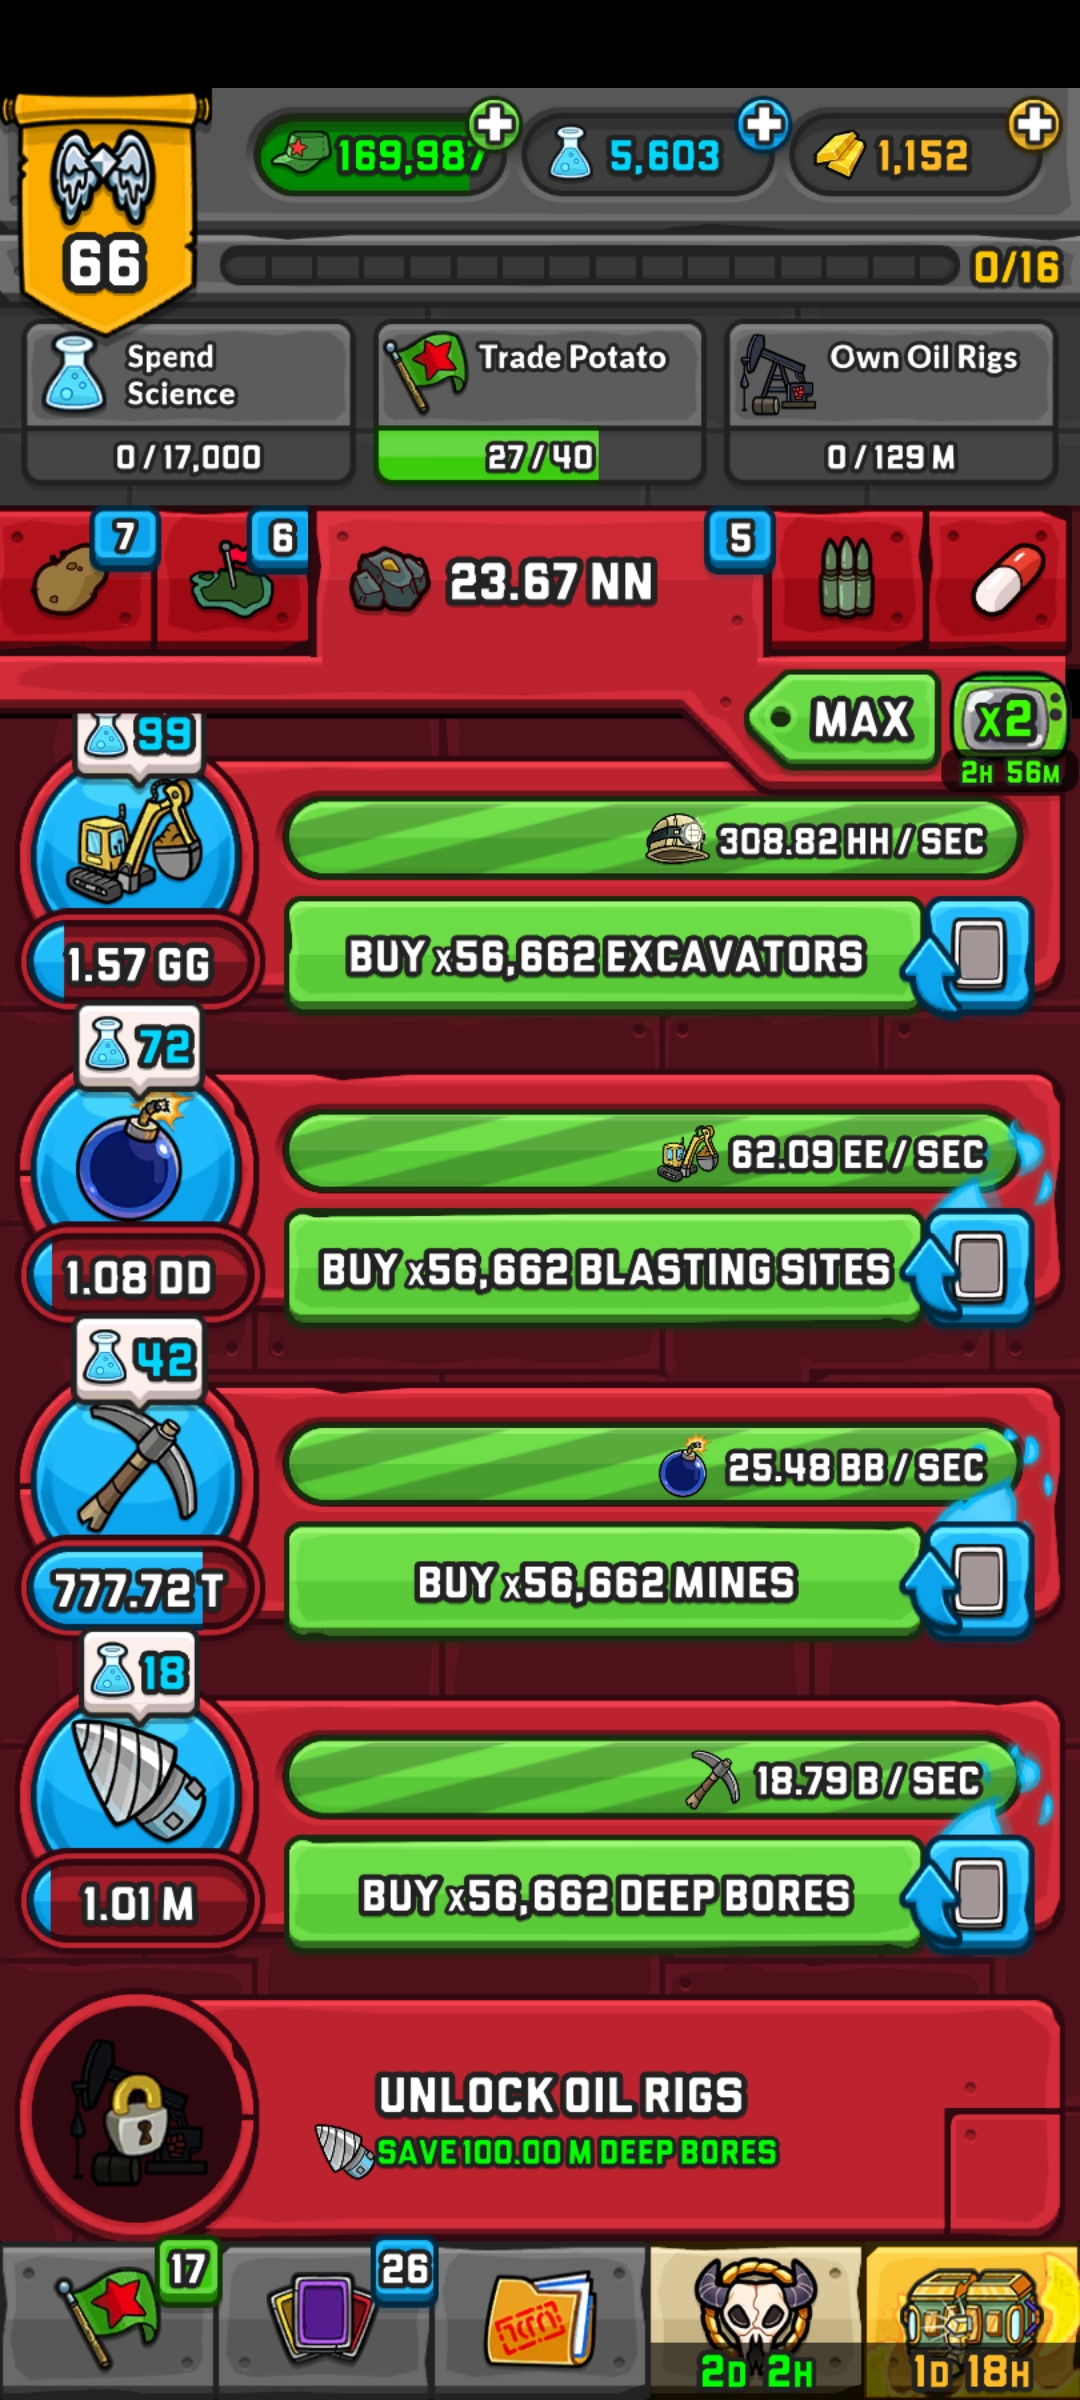 169,987
5,603
1,152
66
0/16
Spend
Science
0/17,000
Trade Potato
27/40
Own Oil Rigs
0/129 M
7
6
23.67 NN
5
MAX
x2
2H 56M
99
308.82 HH/SEC
BUY x56,662 EXCAVATORS
1.57 GG
72
62.09 EE/SEC
BUY x56,662 BLASTING SITES
1.08 DD
42
25.48 BB/SEC
BUY x56,662 MINES
777.72 T
18
18.79 B/SEC
BUY x56,662 DEEP BORES
1.01 M
UNLOCK OIL RIGS
SAVE 100.00 M DEEP BORES
17
26
2D 2H
1D 18H